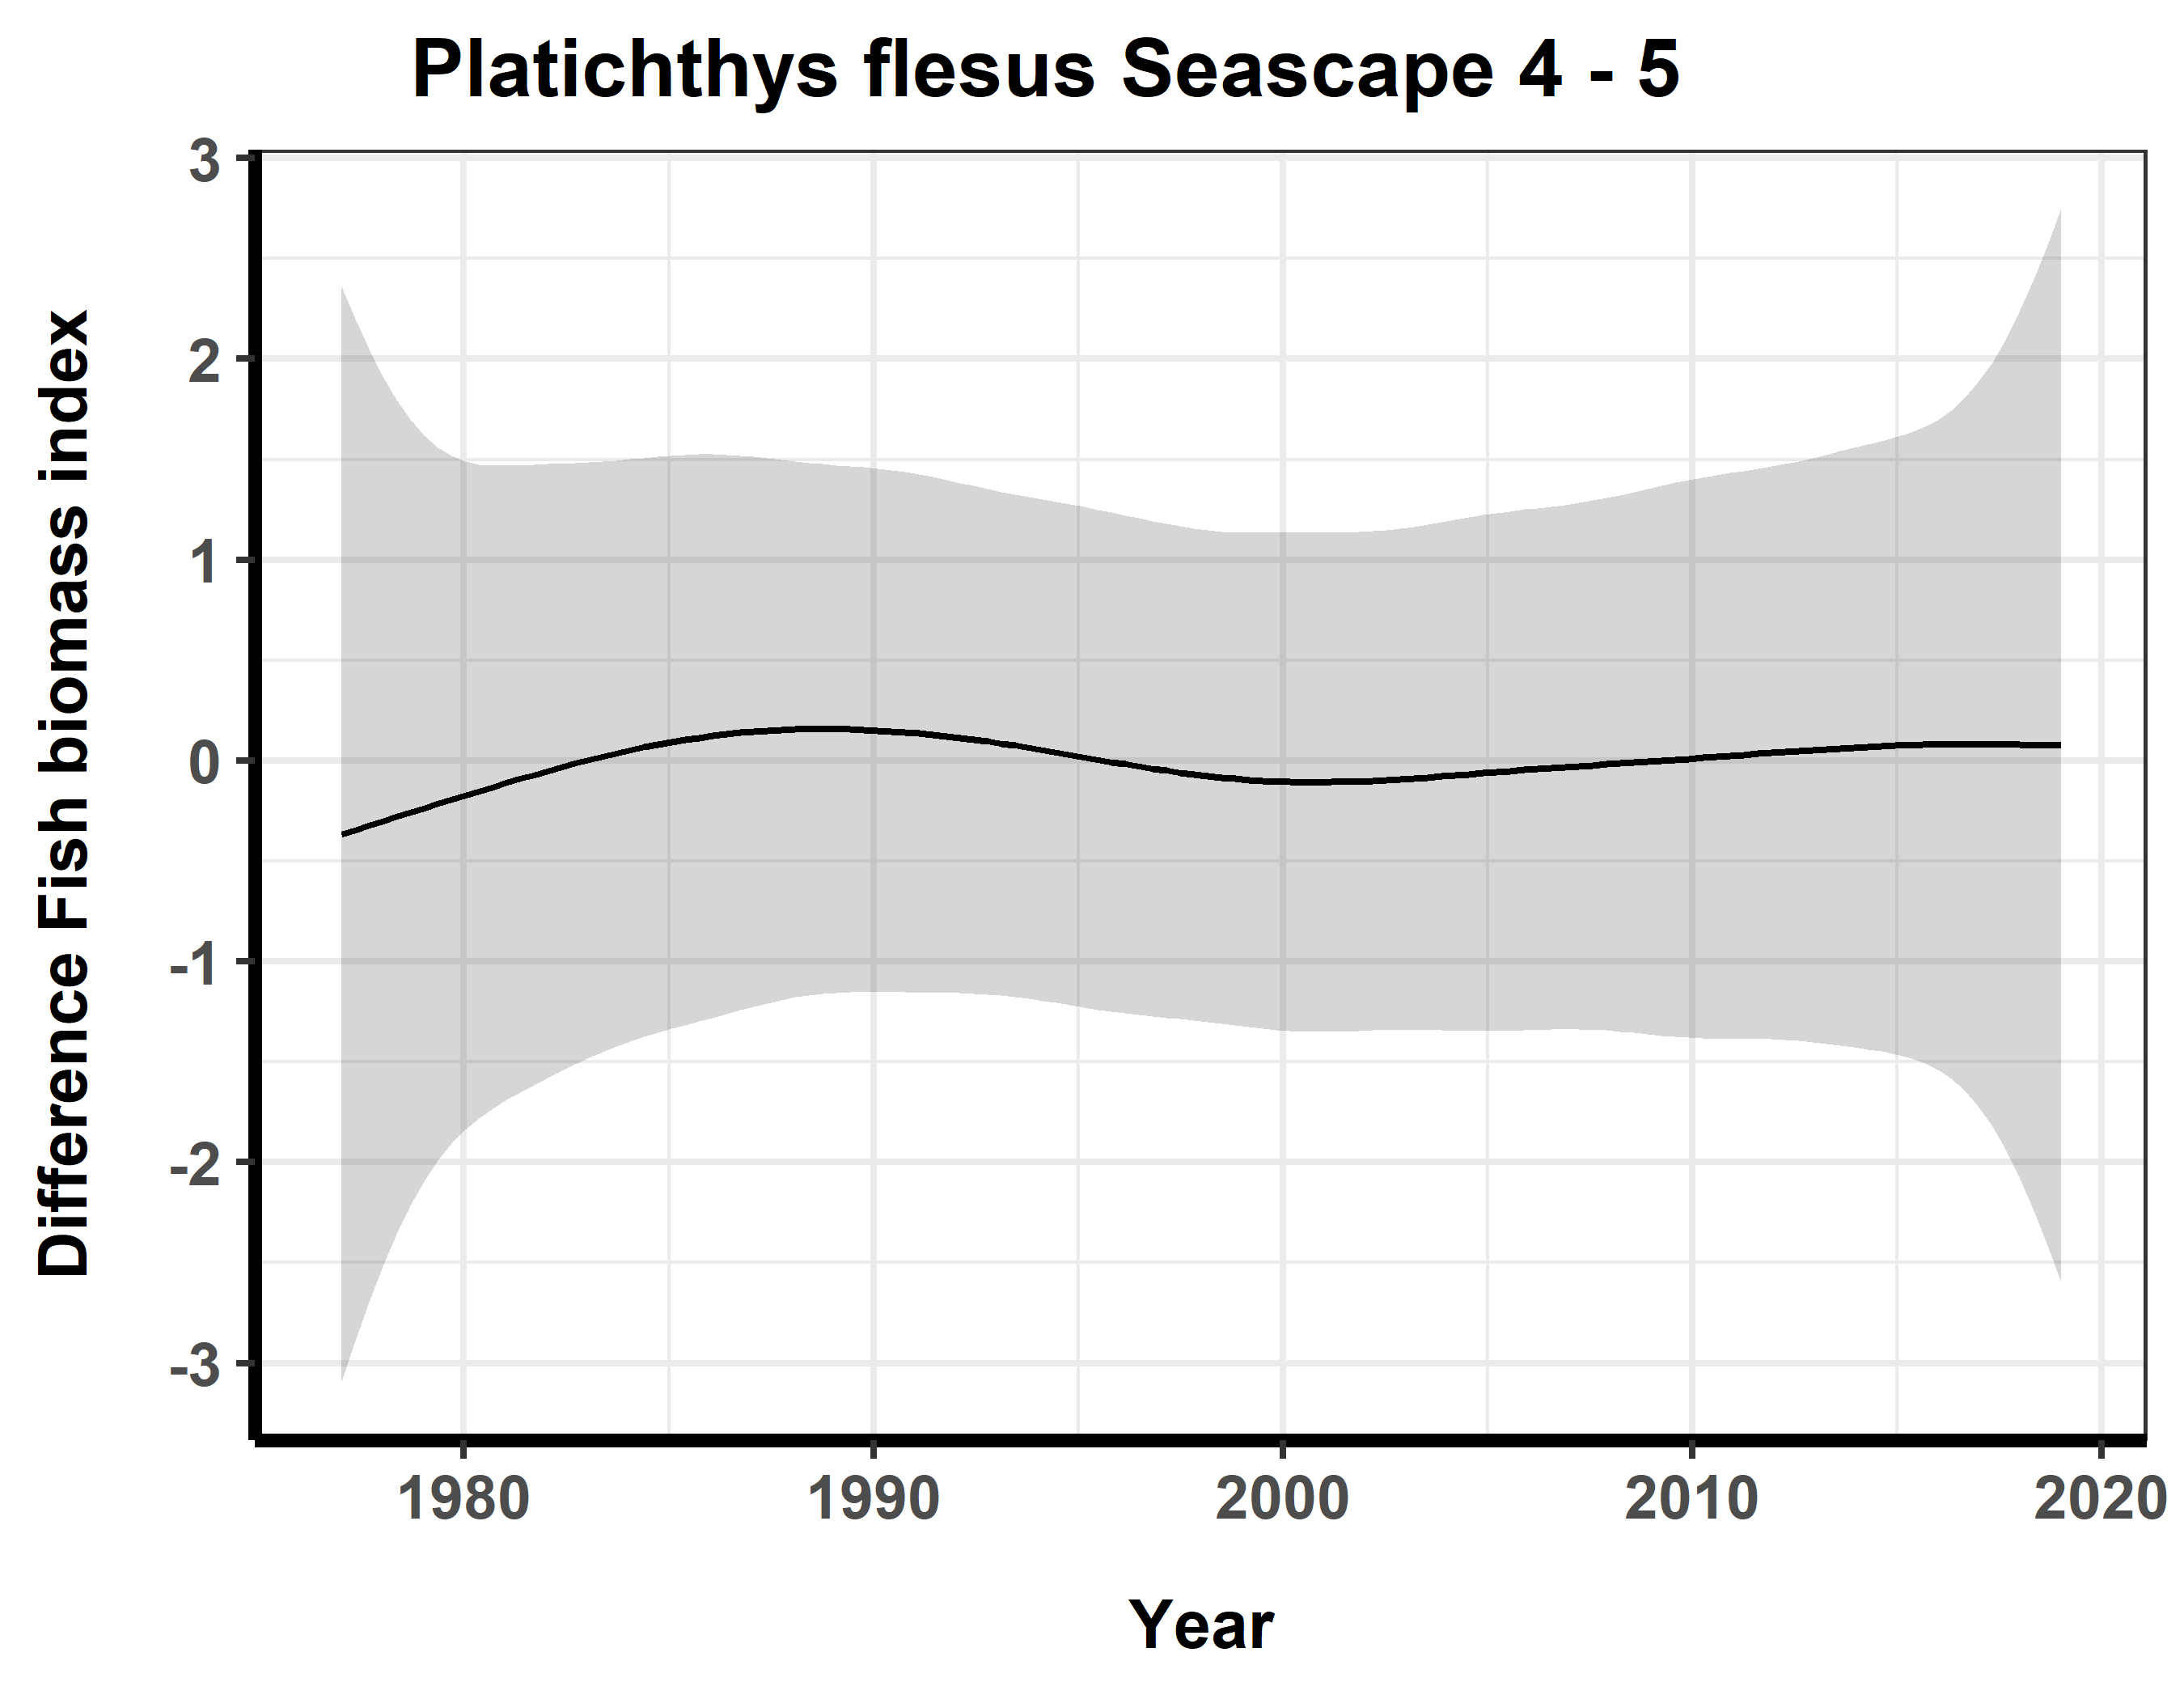 Platichthys flesus Seascape 4 - 5
Difference Fish biomass index
3
2
1
0
-1
-2
-3
1980 1990 2000 2010 2020
Year